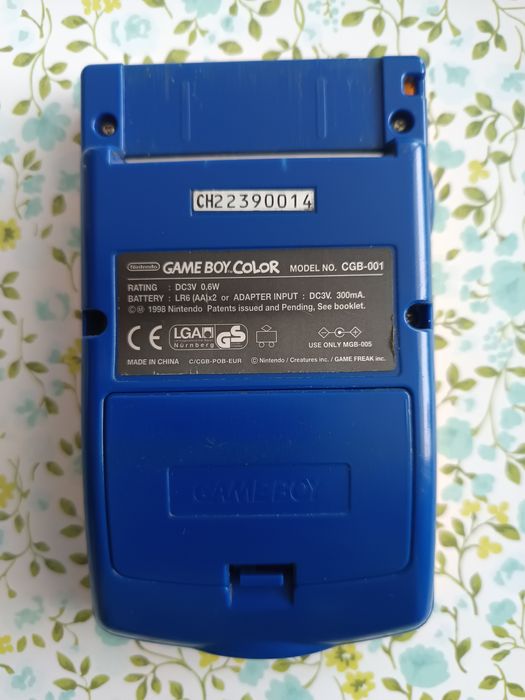 CH22390014
Nintendo GAME BOY COLOR MODEL NO. CGB-001
RATING : DC3V 0.6W
BATTERY : LR6 (AA)x2 or ADAPTER INPUT : DC3V. 300mA.
©Ⓜ 1998 Nintendo Patents issued and Pending, See booklet.
CE LGA GS
Nürnberg
USE ONLY MGB-005
MADE IN CHINA C/CGB-POB-EUR © Nintendo / Creatures inc. / GAME FREAK inc.
GAME BOY